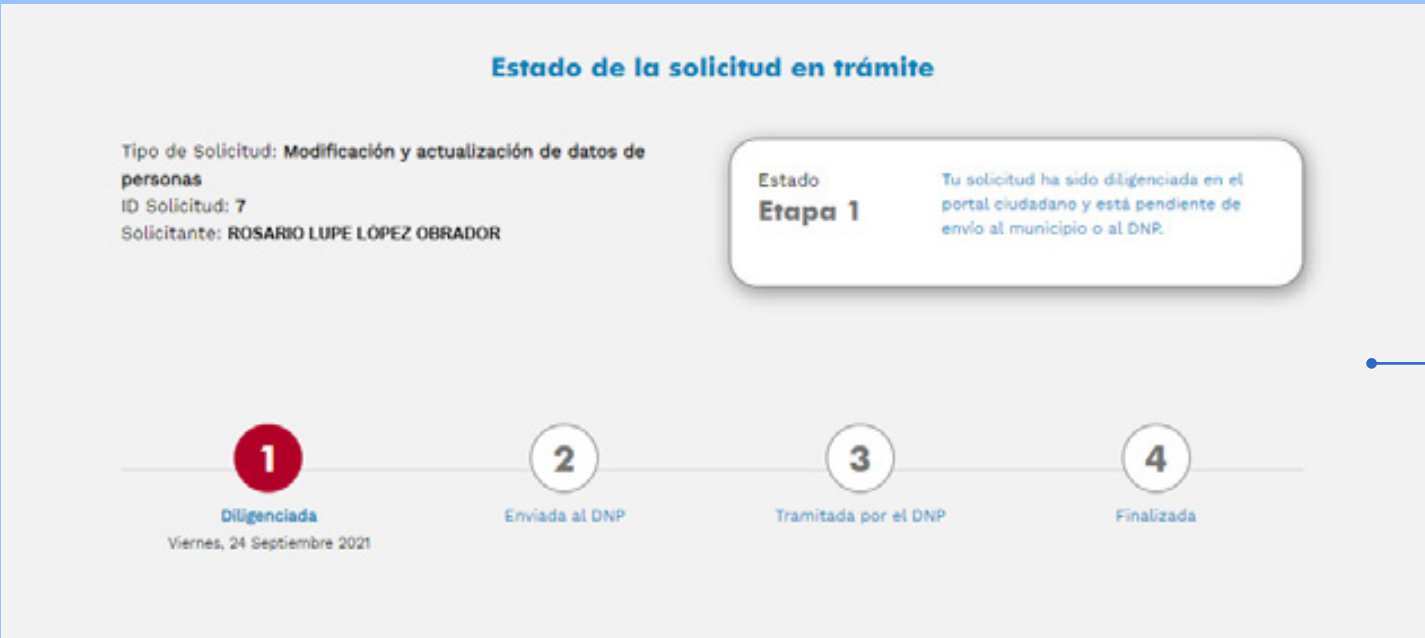 Estado de la solicitud en trámite
Tipo de Solicitud: Modificación y actualización de datos de
personas
ID Solicitud: 7
Solicitante: ROSARIO LUPE LÓPEZ OBRADOR
Estado
Etapa 1
Tu solicitud ha sido diligenciada en el
portal ciudadano y está pendiente de
envío al municipio o al DNP.
1
2
3
4
Diligenciada
Enviada al DNP
Tramitada por el DNP
Finalizada
Viernes, 24 Septiembre 2021